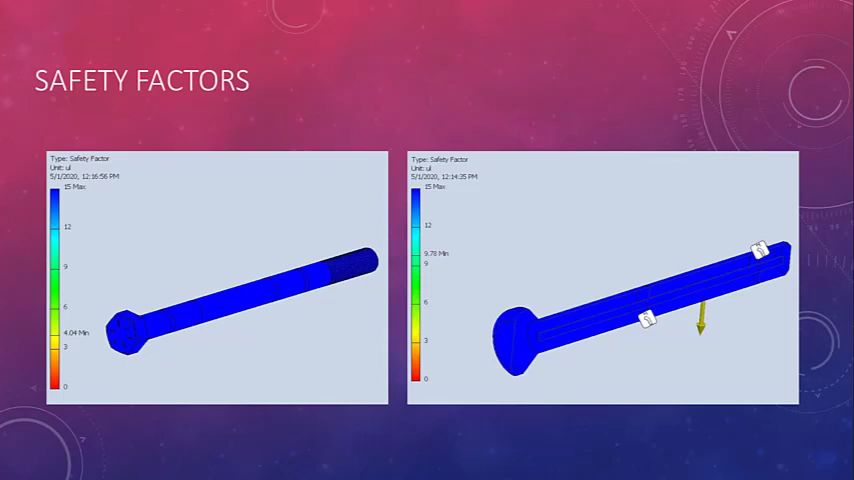 SAFETY FACTORS
Type: Safety Factor
Unit: ul
5/1/2020, 12:16:56 PM
15 Max
12
9
6
4.04 Min
3
0
Type: Safety Factor
Unit: ul
5/1/2020, 12:14:35 PM
15 Max
12
9.78 Min
9
6
3
0